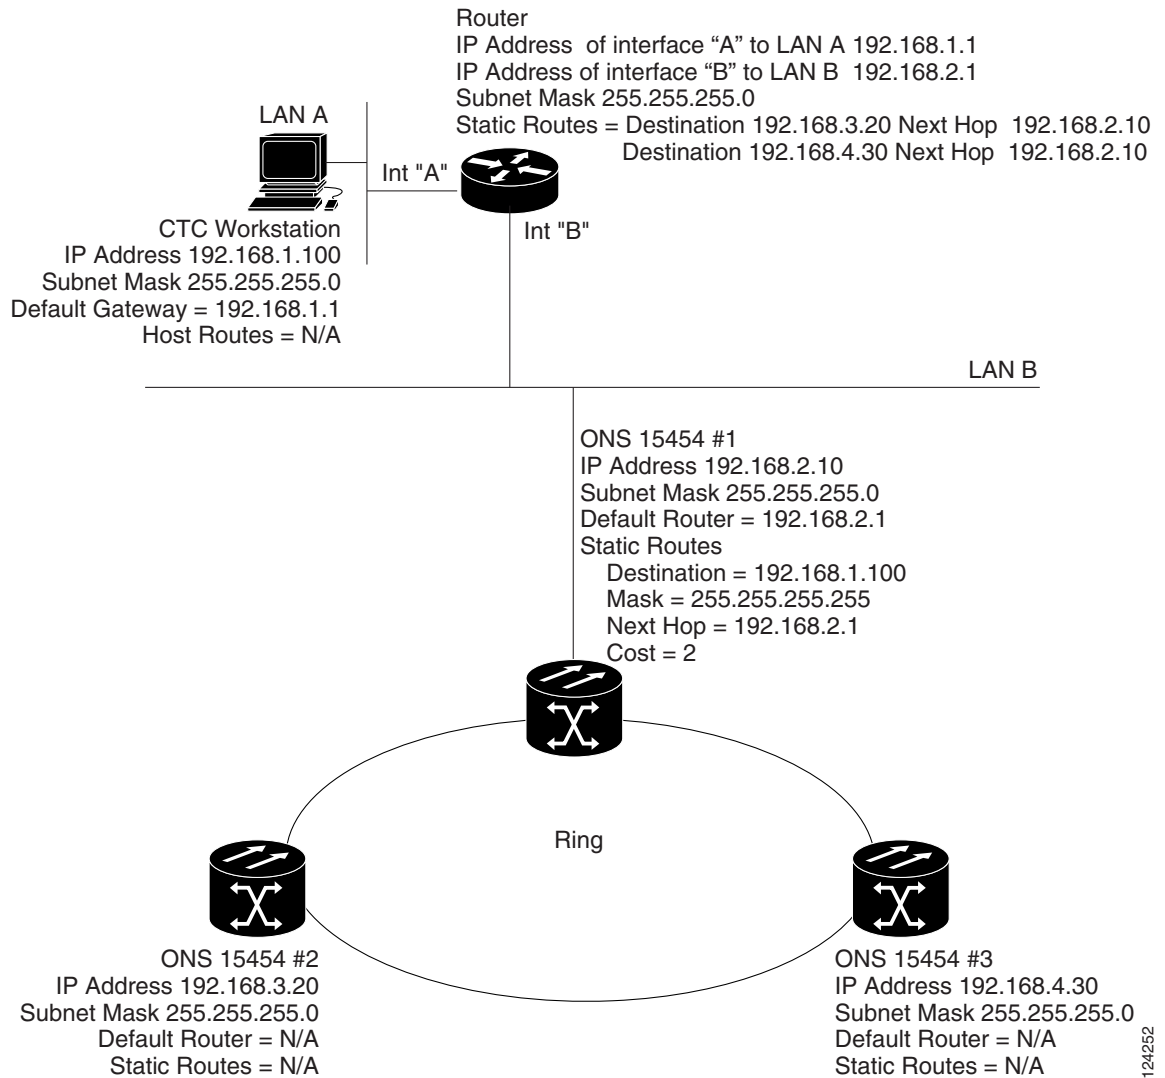 Router
IP Address of interface “A” to LAN A 192.168.1.1
IP Address of interface “B” to LAN B 192.168.2.1
Subnet Mask 255.255.255.0
Static Routes = Destination 192.168.3.20 Next Hop 192.168.2.10
Destination 192.168.4.30 Next Hop 192.168.2.10
LAN A
Int "A"
Int "B"
CTC Workstation
IP Address 192.168.1.100
Subnet Mask 255.255.255.0
Default Gateway = 192.168.1.1
Host Routes = N/A
LAN B
ONS 15454 #1
IP Address 192.168.2.10
Subnet Mask 255.255.255.0
Default Router = 192.168.2.1
Static Routes
Destination = 192.168.1.100
Mask = 255.255.255.255
Next Hop = 192.168.2.1
Cost = 2
Ring
ONS 15454 #2
IP Address 192.168.3.20
Subnet Mask 255.255.255.0
Default Router = N/A
Static Routes = N/A
ONS 15454 #3
IP Address 192.168.4.30
Subnet Mask 255.255.255.0
Default Router = N/A
Static Routes = N/A
124252